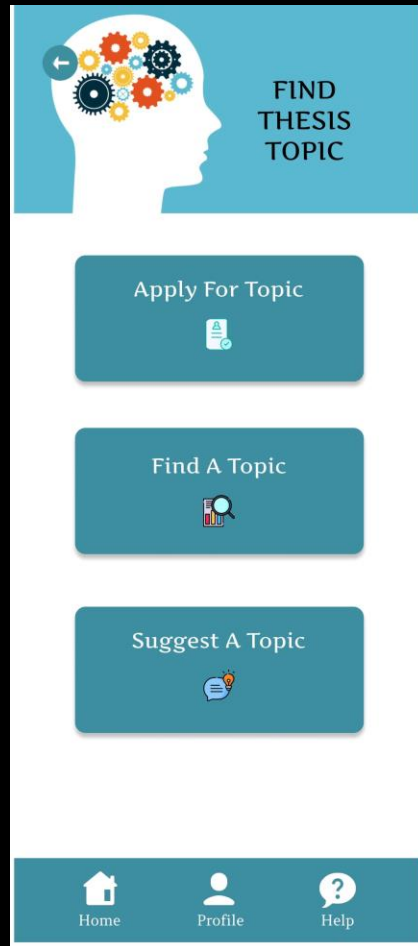 FIND
THESIS
TOPIC
Apply For Topic
Find A Topic
Suggest A Topic
Home
Profile
Help